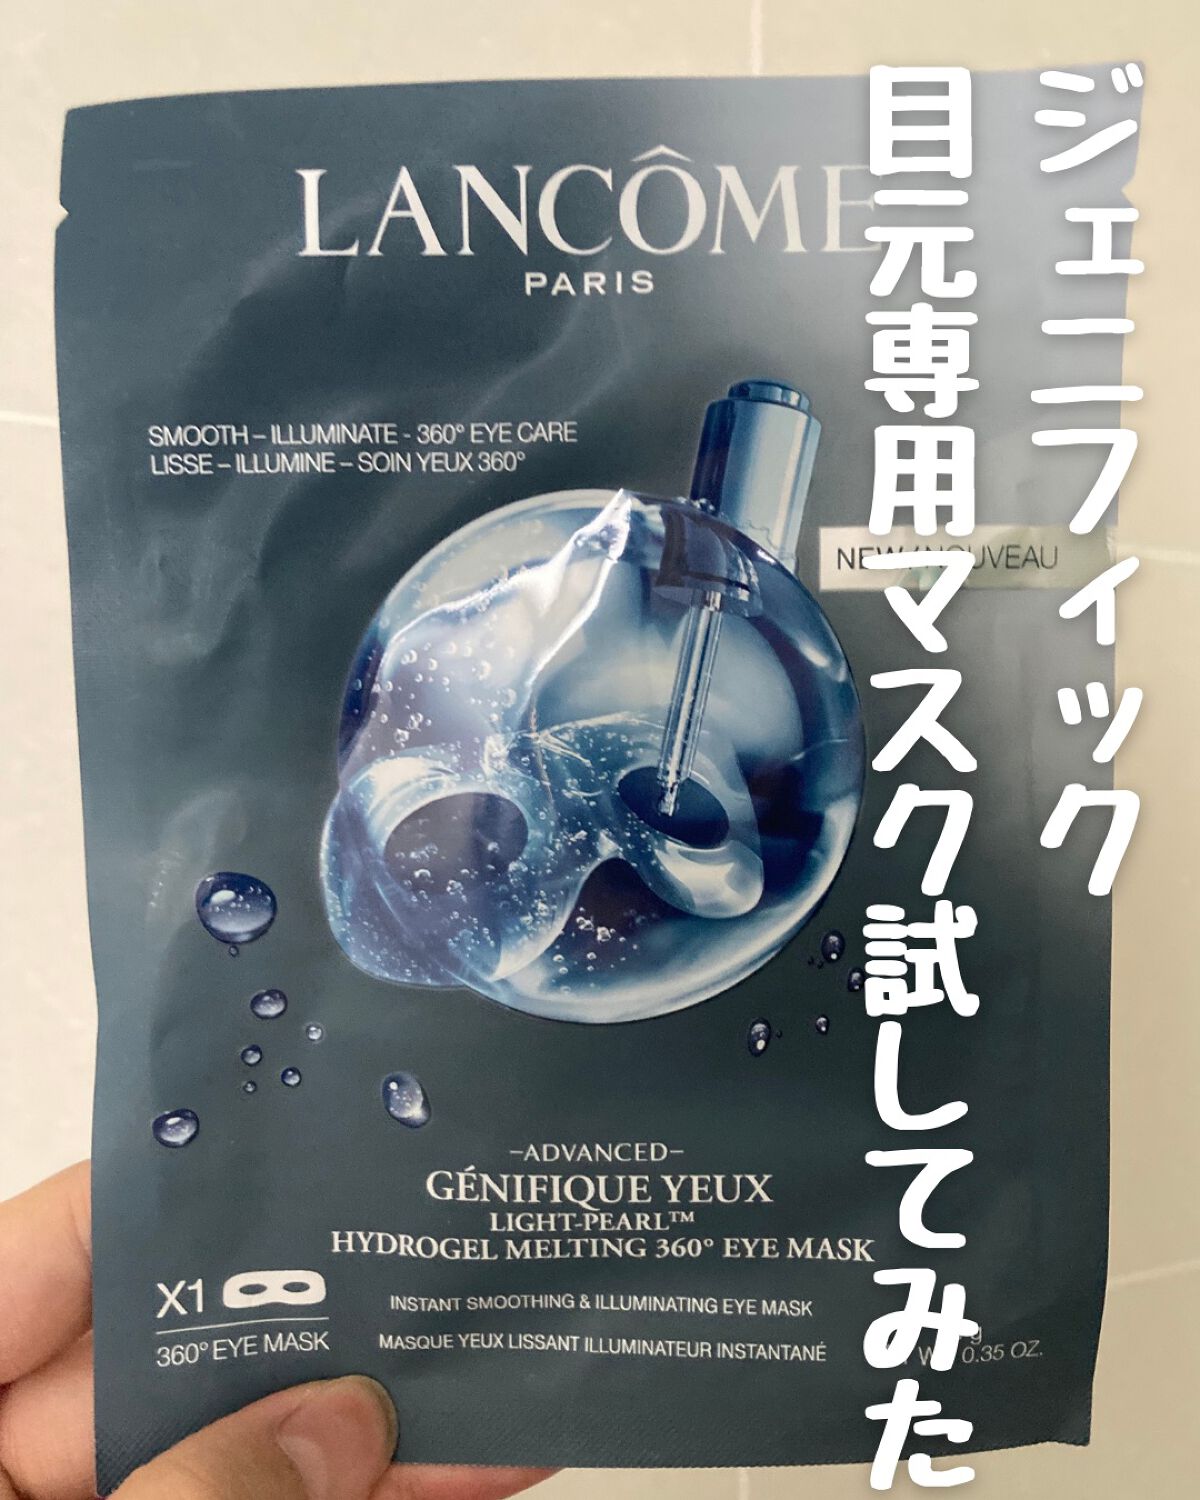 ジェニフィック
目元専用マスク試してみた
LANCÔME
PARIS
SMOOTH – ILLUMINATE - 360° EYE CARE
LISSE – ILLUMINE – SOIN YEUX 360°
NEW / NOUVEAU
–ADVANCED–
GÉNIFIQUE YEUX
LIGHT-PEARL™
HYDROGEL MELTING 360° EYE MASK
X1
360° EYE MASK
INSTANT SMOOTHING & ILLUMINATING EYE MASK
MASQUE YEUX LISSANT ILLUMINATEUR INSTANTANÉ
0.35 OZ.